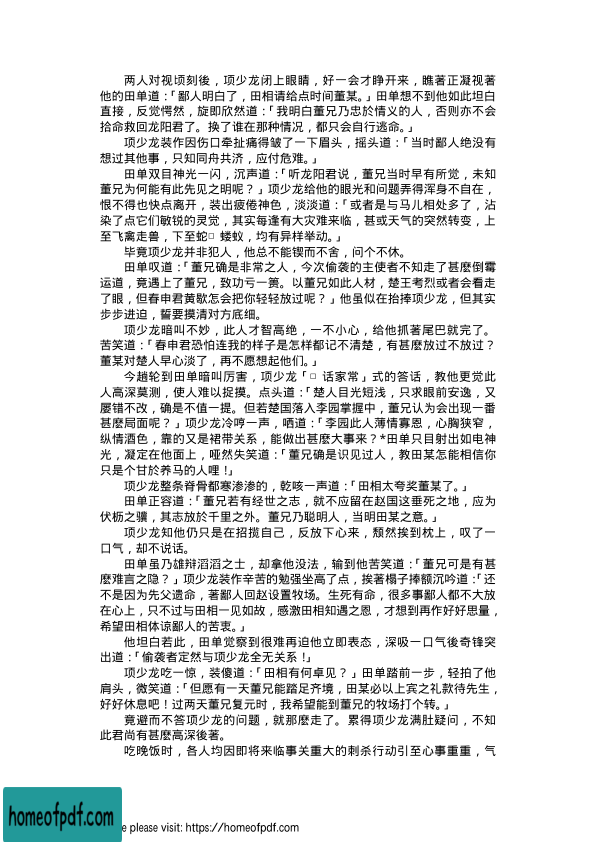 两人对视顷刻後，项少龙闭上眼睛，好一会才睁开来，瞧著正凝视著
他的田单道：「鄙人明白了，田相请给点时间董某。」田单想不到他如此坦白
直接，反觉愕然，旋即欣然道：「我明白董兄乃忠於情义的人，否则亦不会
拾命救回龙阳君了。换了谁在那种情况，都只会自行逃命。」
项少龙装作因伤口牵扯痛得皱了一下眉头，摇头道：「当时鄙人绝没有
想过其他事，只知同舟共济，应付危难。」
田单双目神光一闪，沉声道：「听龙阳君说，董兄当时早有所觉，未知
董兄为何能有此先见之明呢？」项少龙给他的眼光和问题弄得浑身不自在，
恨不得也快点离开，装出疲倦神色，淡淡道：「或者是与马儿相处多了，沾
染了点它们敏锐的灵觉，其实每逢有大灾难来临，甚或天气的突然转变，上
至飞禽走兽，下至蛇□ 蝼蚁，均有异样举动。」
毕竟项少龙并非犯人，他总不能锲而不舍，问个不休。
田单叹道：「董兄确是非常之人，今次偷袭的主使者不知走了甚麽倒霉
运道，竟遇上了董兄，致功亏一篑。以董兄如此人材，楚王考烈或者会看走
了眼，但春申君黄歇怎会把你轻轻放过呢？」他虽似在抬捧项少龙，但其实
步步进迫，誓要摸清对方底细。
项少龙暗叫不妙，此人才智高绝，一不小心，给他抓著尾巴就完了。
苦笑道：「春申君恐怕连我的样子是怎样都记不清楚，有甚麽放过不放过？
董某对楚人早心淡了，再不愿想起他们。」
今趟轮到田单暗叫厉害，项少龙「□ 话家常」式的答话，教他更觉此
人高深莫测，使人难以捉摸。点头道：「楚人目光短浅，只求眼前安逸，又
屡错不改，确是不值一提。但若楚国落入李园掌握中，董兄认为会出现一番
甚麽局面呢？」项少龙冷哼一声，哂道：「李园此人薄情寡恩，心胸狭窄，
纵情酒色，靠的又是裙带关系，能做出甚麽大事来？*田单只目射出如电神
光，凝定在他面上，哑然失笑道：「董兄确是识见过人，教田某怎能相信你
只是个甘於养马的人哩！」
项少龙整条脊骨都寒渗渗的，乾咳一声道：「田相太夸奖董某了。」
田单正容道：「董兄若有经世之志，就不应留在赵国这垂死之地，应为
伏枥之骥，其志放於千里之外。董兄乃聪明人，当明田某之意。」
项少龙知他仍只是在招揽自己，反放下心来，颓然挨到枕上，叹了一
口气，却不说话。
田单虽乃雄辩滔滔之士，却拿他没法，输到他苦笑道：「董兄可是有甚
麽难言之隐？」项少龙装作辛苦的勉强坐高了点，挨著榻子捧额沉吟道：「还
不是因为先父遗命，著鄙人回赵设置牧场。生死有命，很多事鄙人都不大放
在心上，只不过与田相一见如故，感激田相知遇之恩，才想到再作好好思量，
希望田相体谅鄙人的苦衷。」
他坦白若此，田单觉察到很难再迫他立即表态，深吸一口气後奇锋突
出道：「偷袭者定然与项少龙全无关系！」
项少龙吃一惊，装傻道：「田相有何卓见？」田单踏前一步，轻拍了他
肩头，微笑道：「但愿有一天董兄能踏足齐境，田某必以上宾之礼款待先生，
好好休息吧！过两天董兄复元时，我希望能到董兄的牧场打个转。」
竟避而不答项少龙的问题，就那麽走了。累得项少龙满肚疑问，不知
此君尚有甚麽高深後著。
吃晚饭时，各人均因即将来临事关重大的刺杀行动引至心事重重，气
homeofpdf.com
e please visit: https://homeofpdf.com